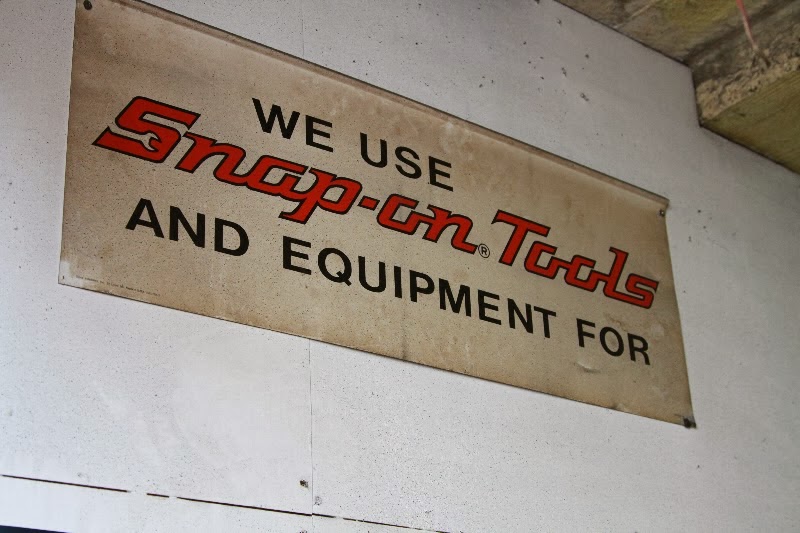 WE USE
Snap-on® Tools
AND EQUIPMENT FOR